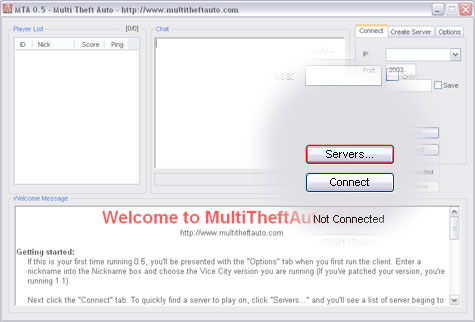 MTA 0.5 - Multi Theft Auto - http://www.multitheftauto.com
Player List [0/0]
ID Nick Score Ping
Chat
Connect Create Server Options
IP:
Port: 2003
Save
Servers...
Connect
Not Connected
Welcome Message
Welcome to MultiTheftAu
http://www.multitheftauto.com
Getting started:
If this is your first time running 0.5, you'll be presented with the "Options" tab when you first run the client. Enter a
nickname into the Nickname box and choose the Vice City version you are running (If you've patched your version, you're
running 1.1).
Next click the "Connect" tab. To quickly find a server to play on, click "Servers..." and you'll see a list of server beginning to